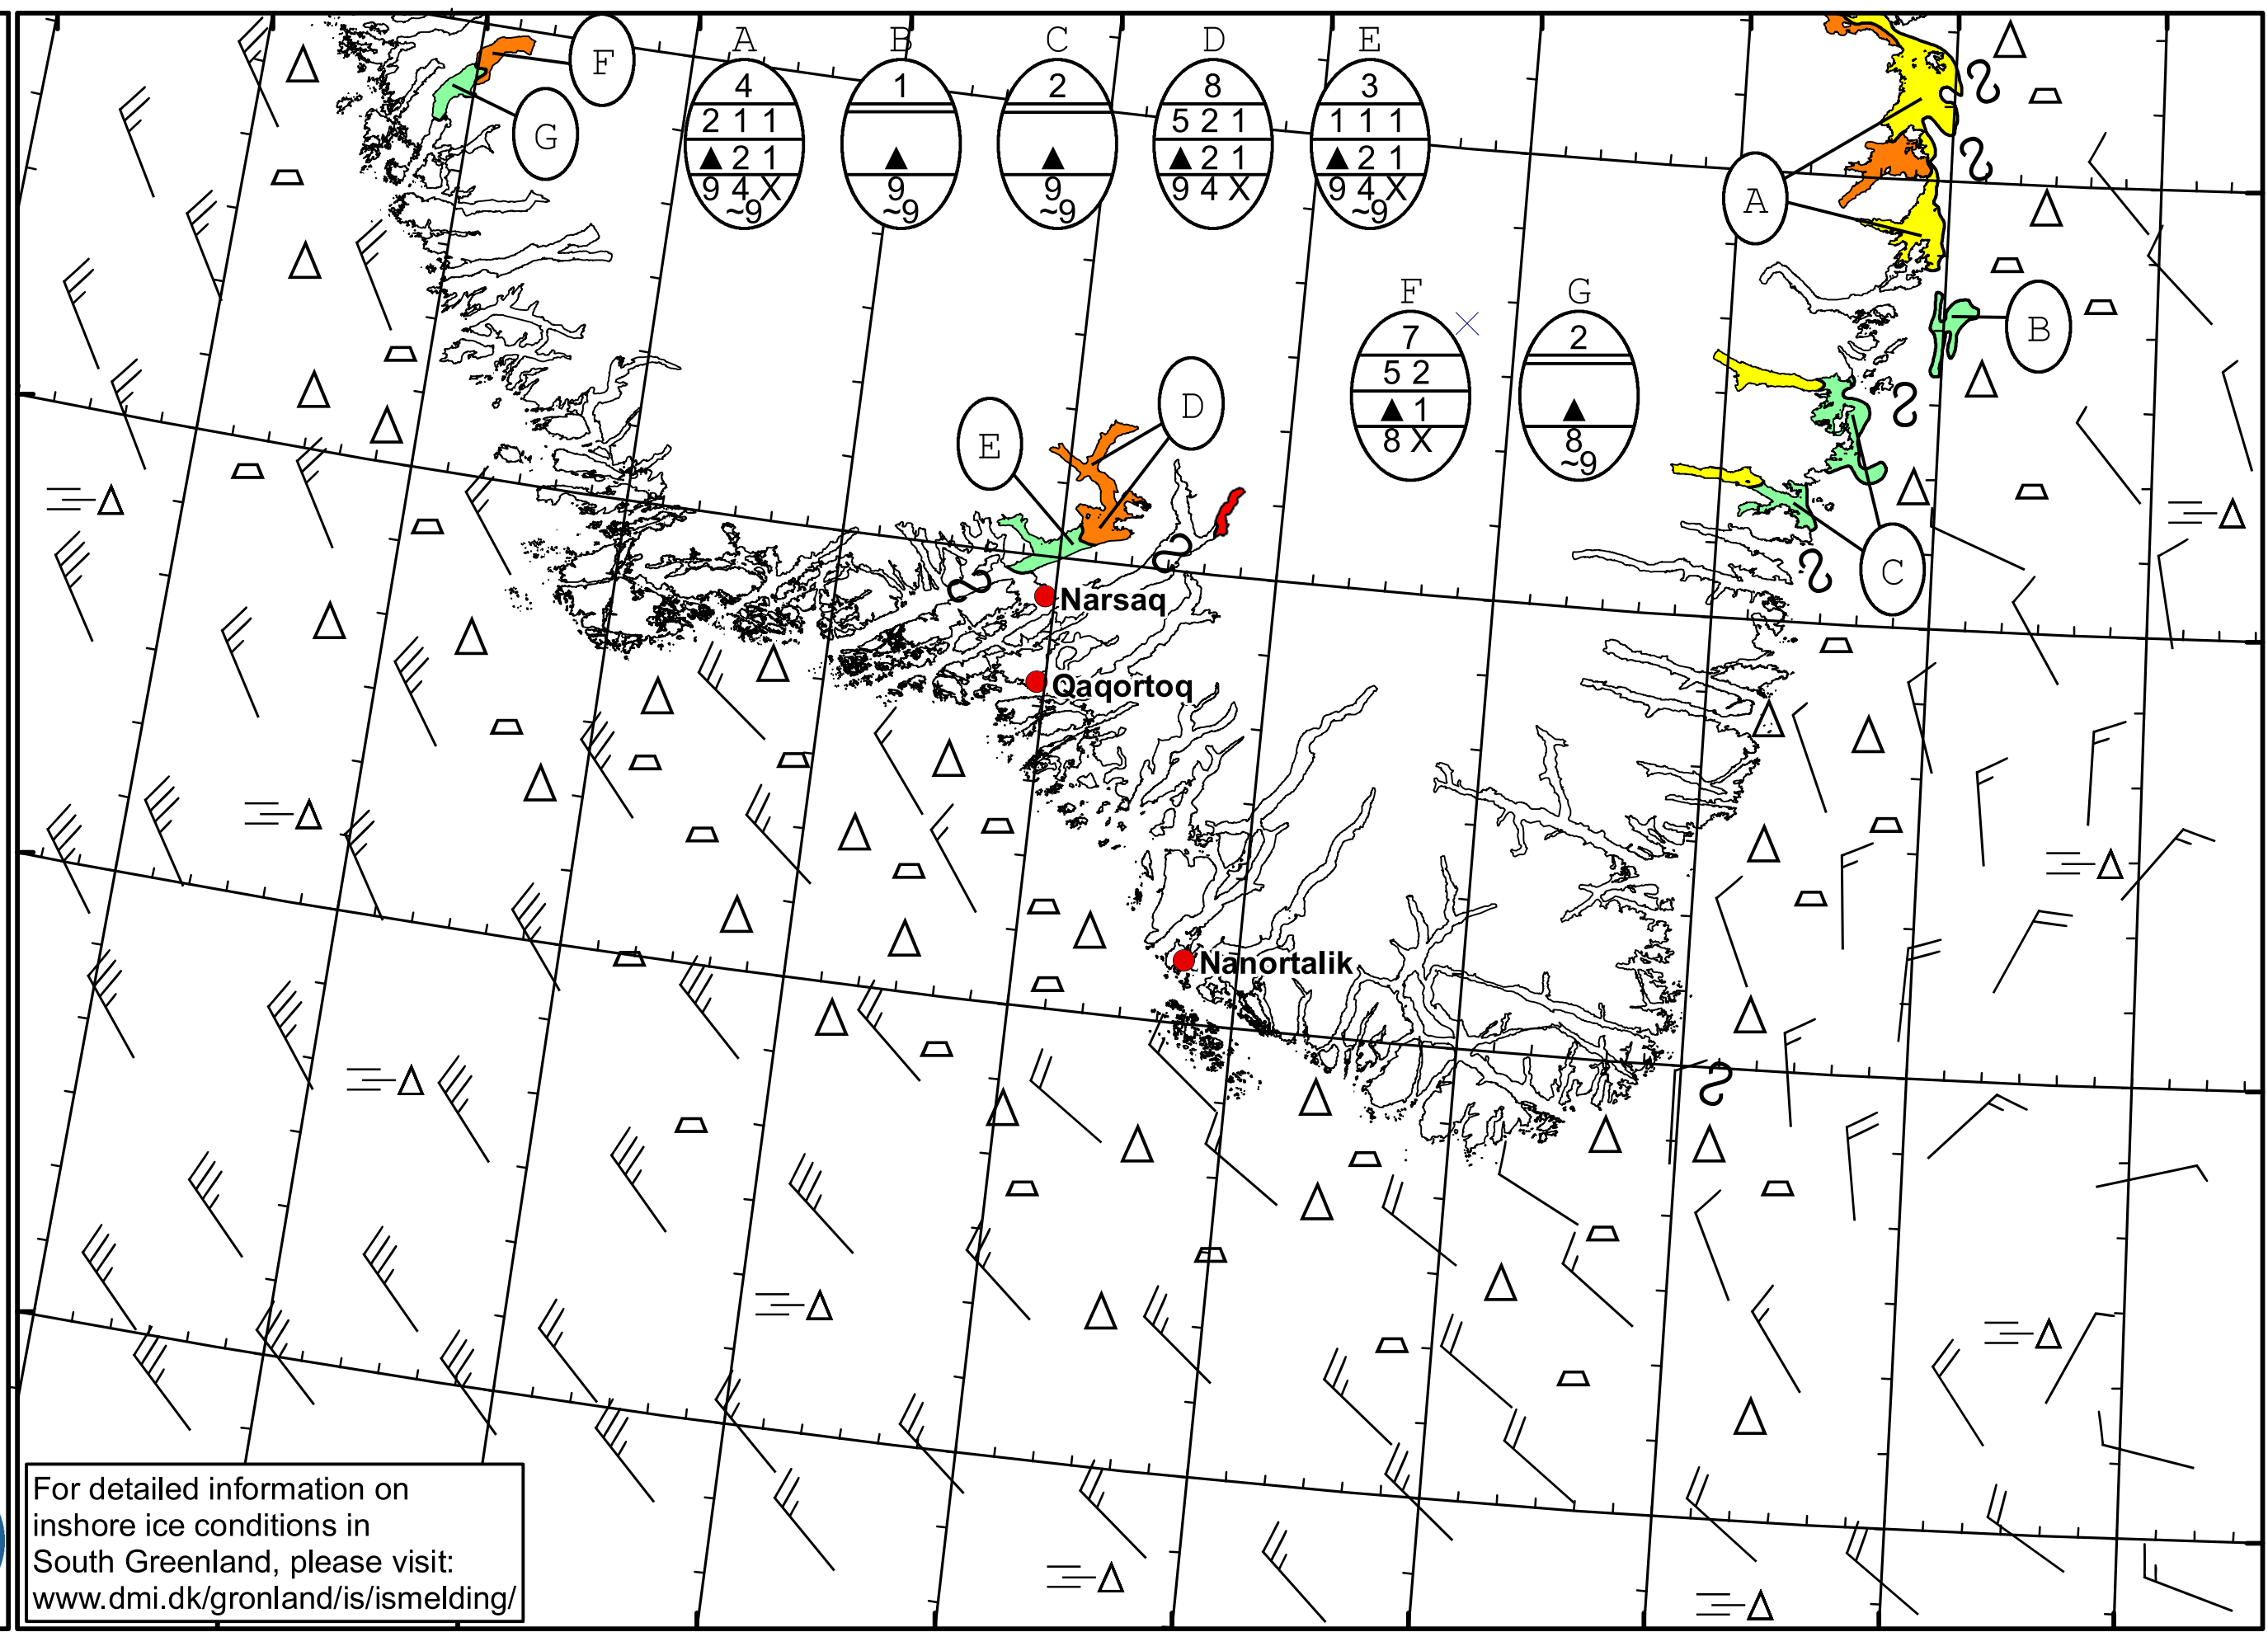 A B C D E
4 1 2 8 3
2 1 1 5 2 1 1 1 1
▲ 2 1 ▲ ▲ ▲ 2 1 ▲ 2 1
9 4 X 9 9 9 4 X 9 4 X
~9 ~9 ~9 ~9
F
G
A
F G
7 2
5 2
▲ 1 ▲
8 X 8
~9
B
D
E
C
Narsaq
Qaqortoq
Nanortalik
For detailed information on
inshore ice conditions in
South Greenland, please visit:
www.dmi.dk/gronland/is/ismelding/